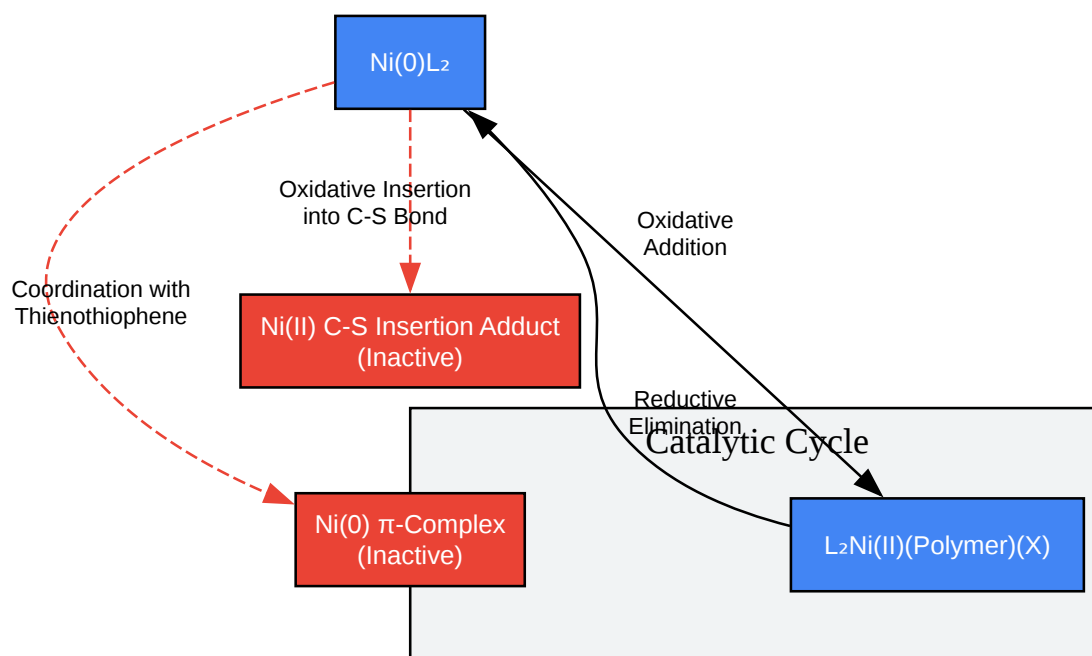 Ni(0)L₂
Oxidative Insertion
into C-S Bond
Oxidative
Addition
Coordination with
Thienothiophene
Ni(II) C-S Insertion Adduct
(Inactive)
Reductive
Elimination
Catalytic Cycle
Ni(0) π-Complex
(Inactive)
L₂Ni(II)(Polymer)(X)